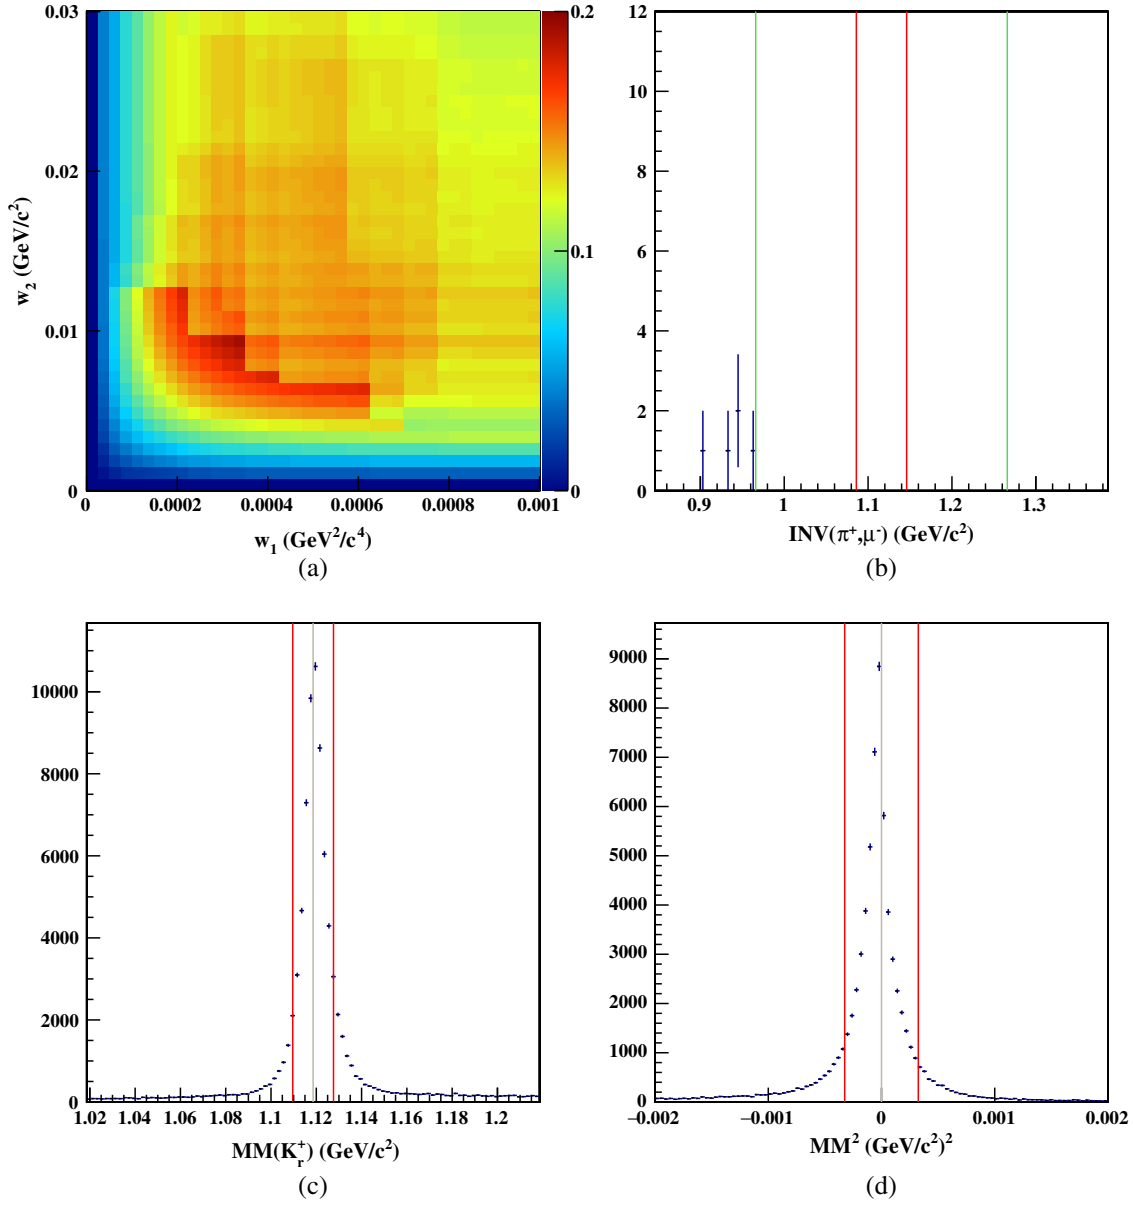 0.03
0.02
0.01
0
w₂ (GeV/c²)
0 0.0002 0.0004 0.0006 0.0008 0.001
w₁ (GeV²/c⁴)
0.2
0.1
0
(a)
12
10
8
6
4
2
0
0.9 1 1.1 1.2 1.3
INV(π⁺,μ⁻) (GeV/c²)
(b)
10000
8000
6000
4000
2000
0
1.02 1.04 1.06 1.08 1.1 1.12 1.14 1.16 1.18 1.2
MM(K⁺ᵣ) (GeV/c²)
(c)
9000
8000
7000
6000
5000
4000
3000
2000
1000
0
−0.002 −0.001 0 0.001 0.002
MM² (GeV/c²)²
(d)